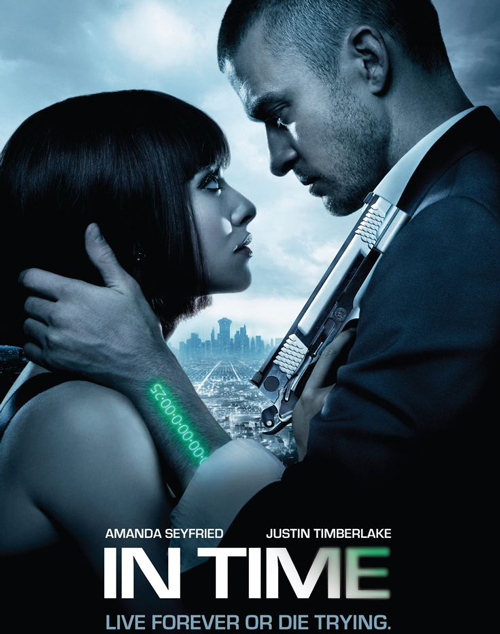 AMANDA SEYFRIED JUSTIN TIMBERLAKE
IN TIME
LIVE FOREVER OR DIE TRYING.